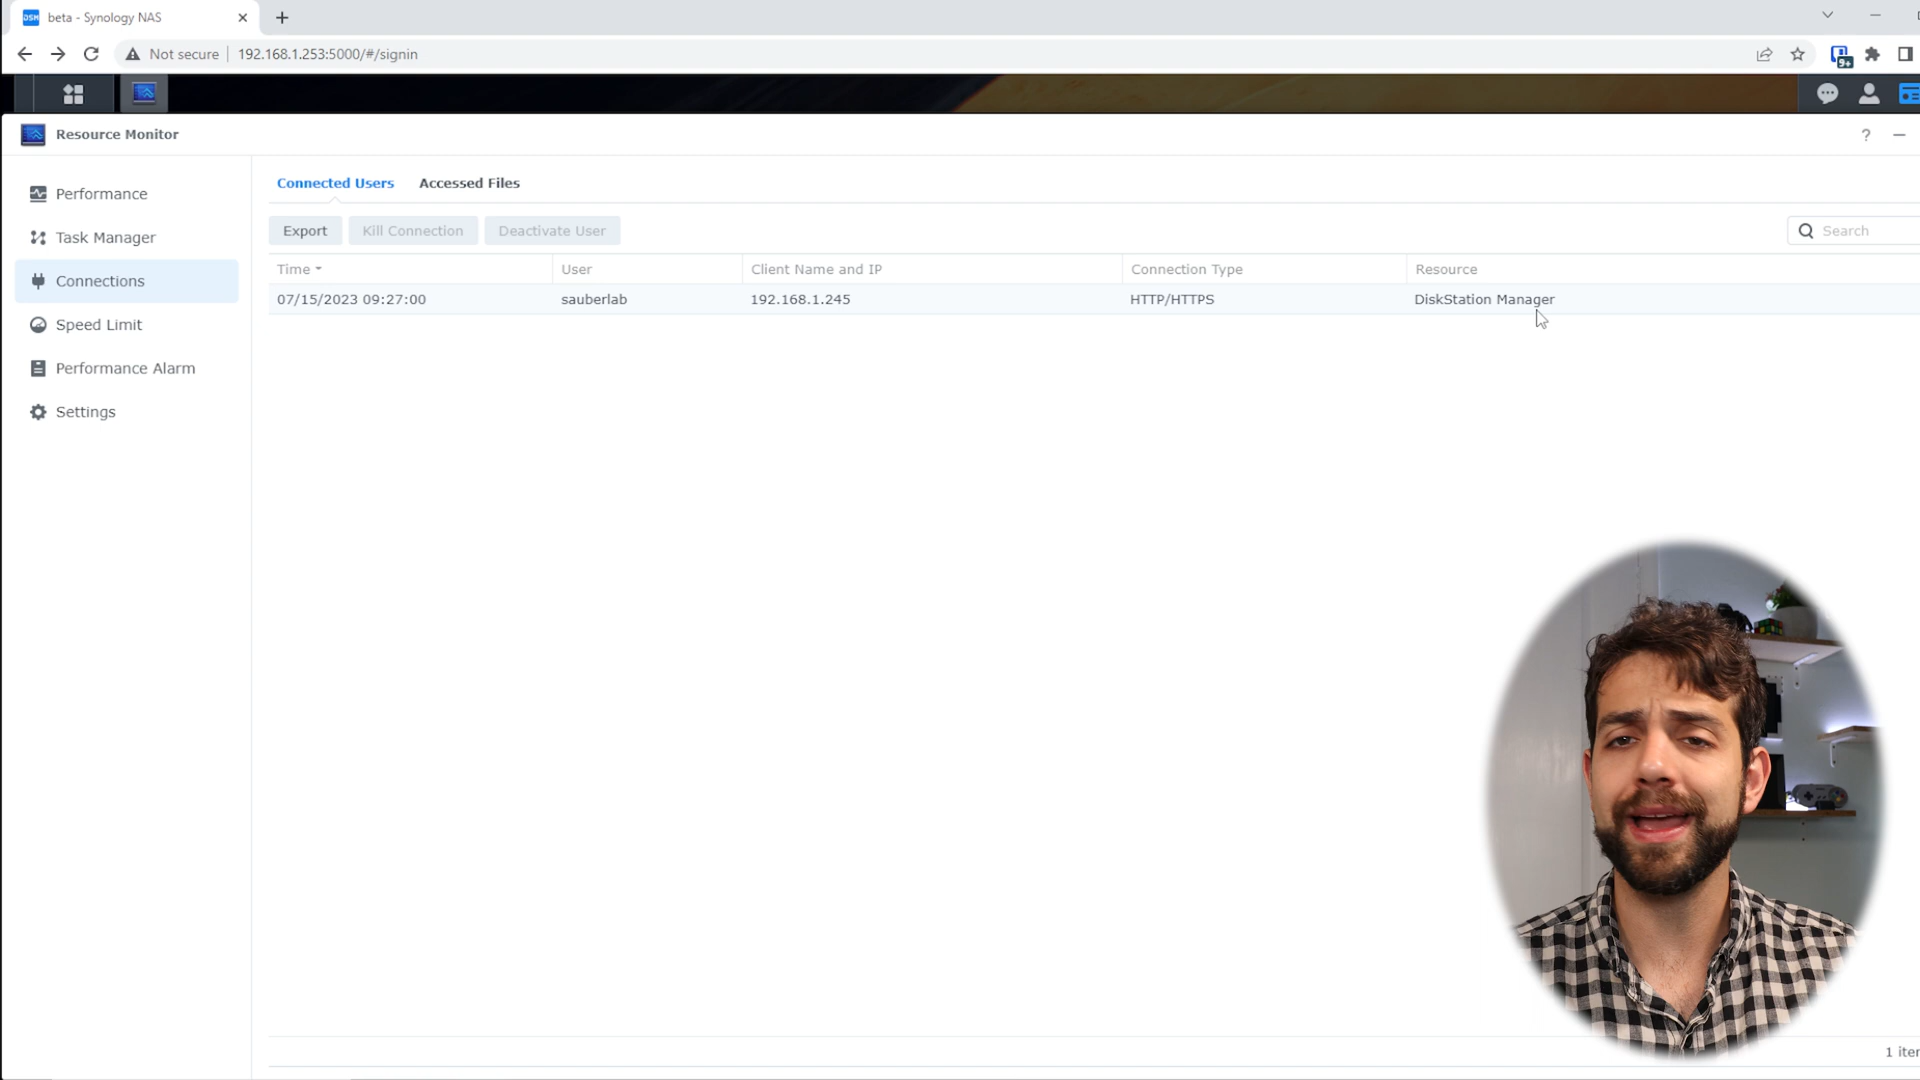 DSM beta - Synology NAS
Not secure 192.168.1.253:5000/#/signin
9+
Resource Monitor
?
Performance
Task Manager
Connections
Speed Limit
Performance Alarm
Settings
Connected Users Accessed Files
Export Kill Connection Deactivate User Search
Time User Client Name and IP Connection Type Resource
07/15/2023 09:27:00 sauberlab 192.168.1.245 HTTP/HTTPS DiskStation Manager
1